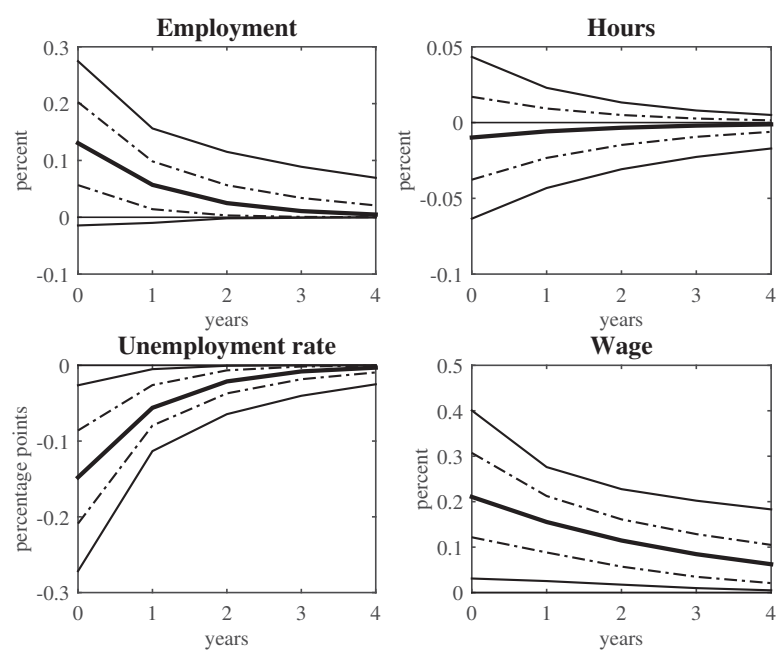 Employment
percent
0.3
0.2
0.1
0
-0.1
0 1 2 3 4
years
Hours
percent
0.05
0
-0.05
-0.1
0 1 2 3 4
years
Unemployment rate
percentage points
0
-0.1
-0.2
-0.3
0 1 2 3 4
years
Wage
percent
0.5
0.4
0.3
0.2
0.1
0
0 1 2 3 4
years